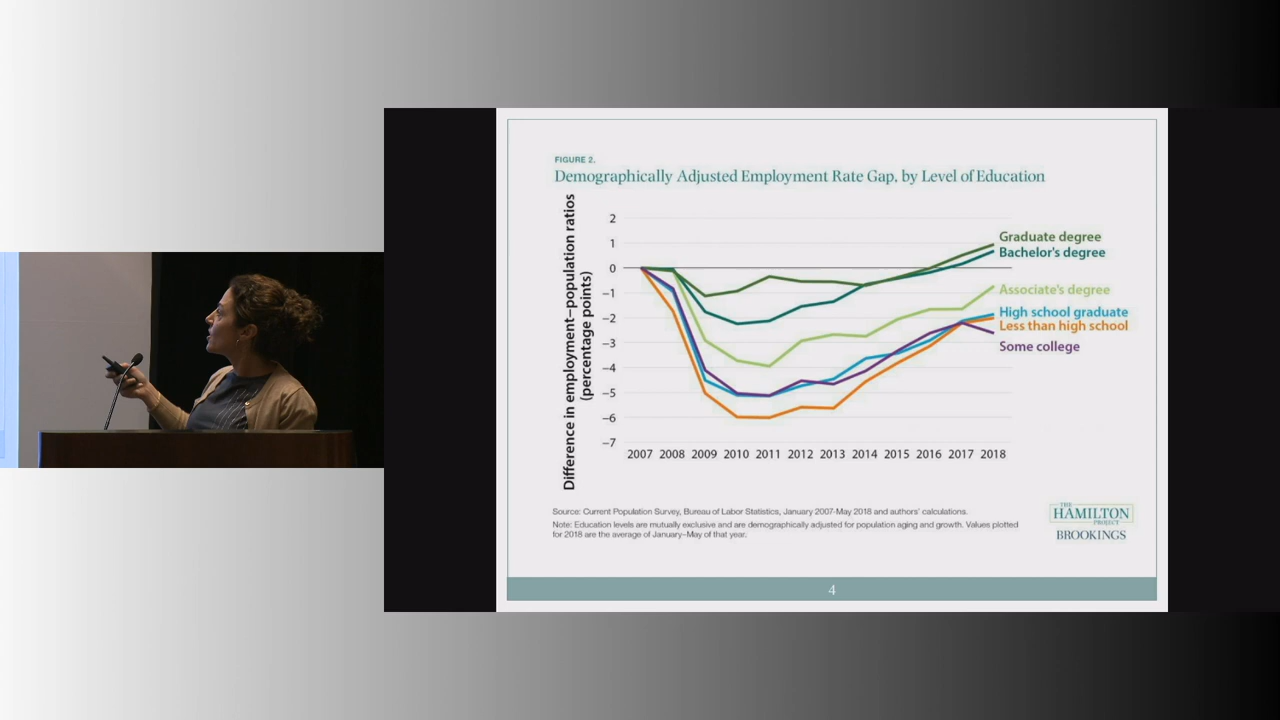 FIGURE 2.
Demographically Adjusted Employment Rate Gap, by Level of Education
Difference in employment–population ratios
(percentage points)
2
1
0
−1
−2
−3
−4
−5
−6
−7
2007 2008 2009 2010 2011 2012 2013 2014 2015 2016 2017 2018
Graduate degree
Bachelor's degree
Associate's degree
High school graduate
Less than high school
Some college
Source: Current Population Survey, Bureau of Labor Statistics, January 2007-May 2018 and authors' calculations.
Note: Education levels are mutually exclusive and are demographically adjusted for population aging and growth. Values plotted
for 2018 are the average of January–May of that year.
THE
HAMILTON
PROJECT
BROOKINGS
4